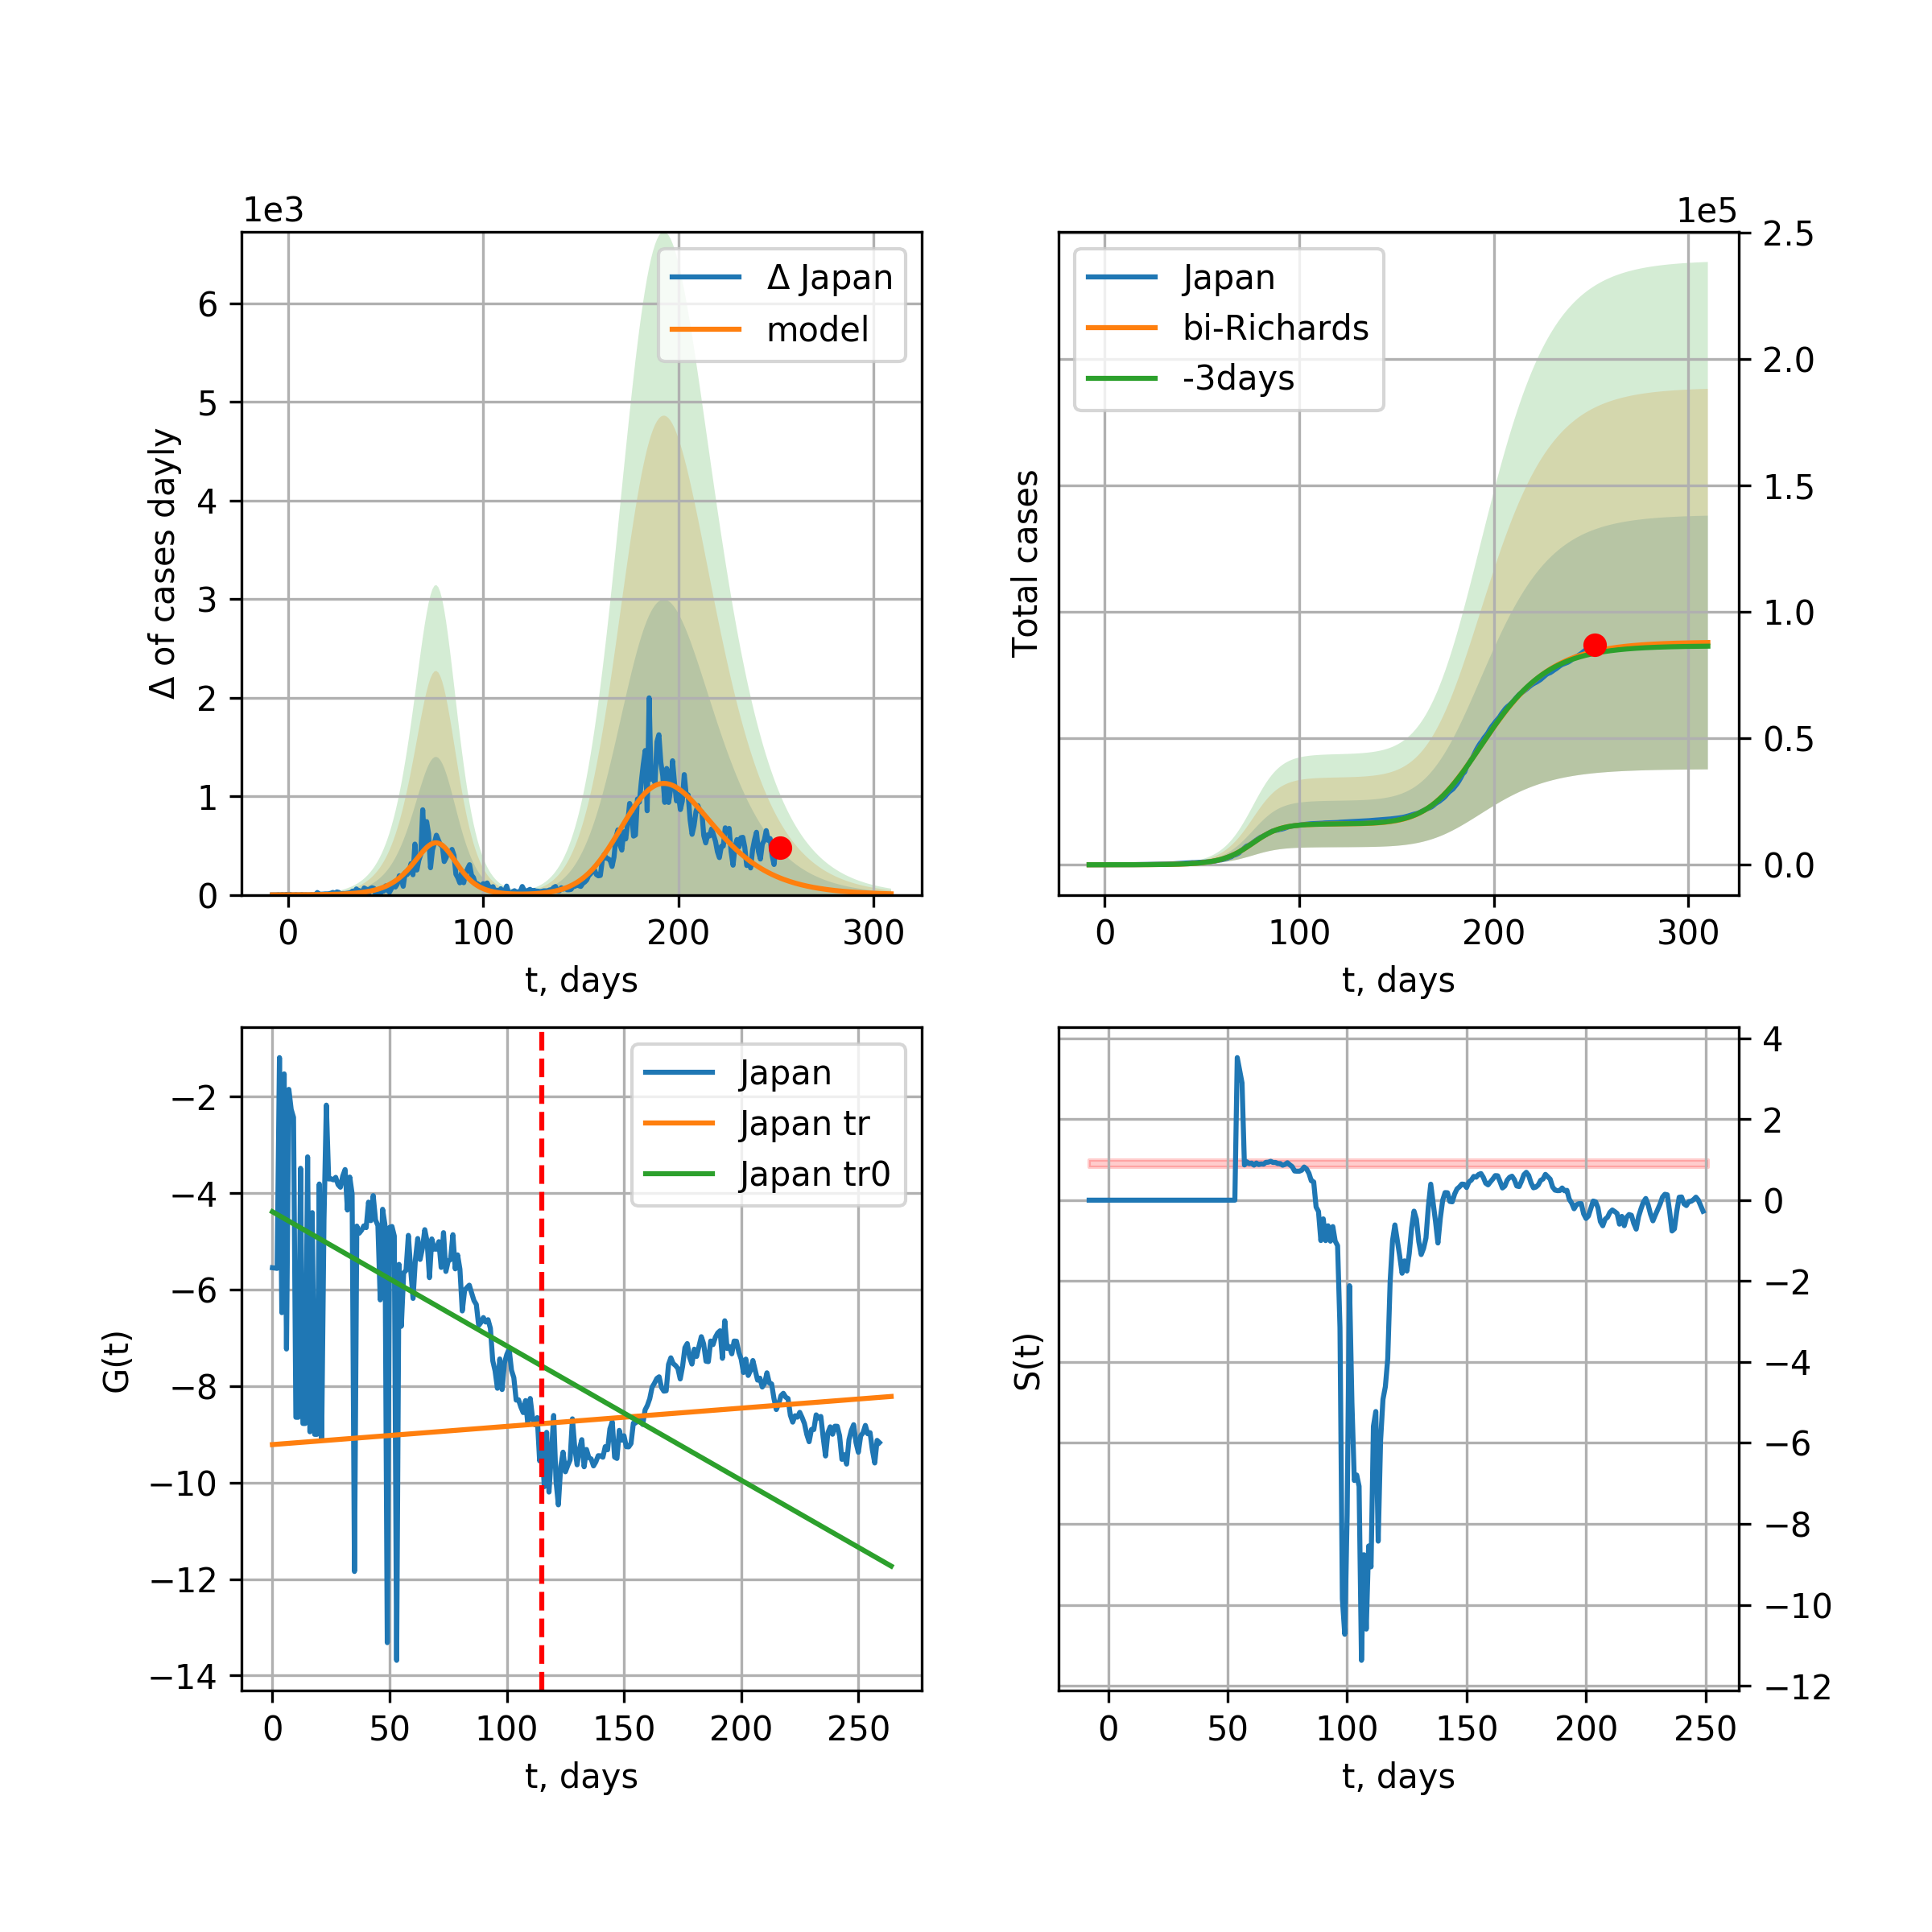 1e3
Δ of cases dayly
6
5
4
3
2
1
0
Δ Japan
model
0 100 200 300
t, days
1e5
Total cases
Japan
bi-Richards
-3days
2.5
2.0
1.5
1.0
0.5
0.0
0 100 200 300
t, days
G(t)
−2
−4
−6
−8
−10
−12
−14
Japan
Japan tr
Japan tr0
0 50 100 150 200 250
t, days
S(t)
4
2
0
−2
−4
−6
−8
−10
−12
0 50 100 150 200 250
t, days